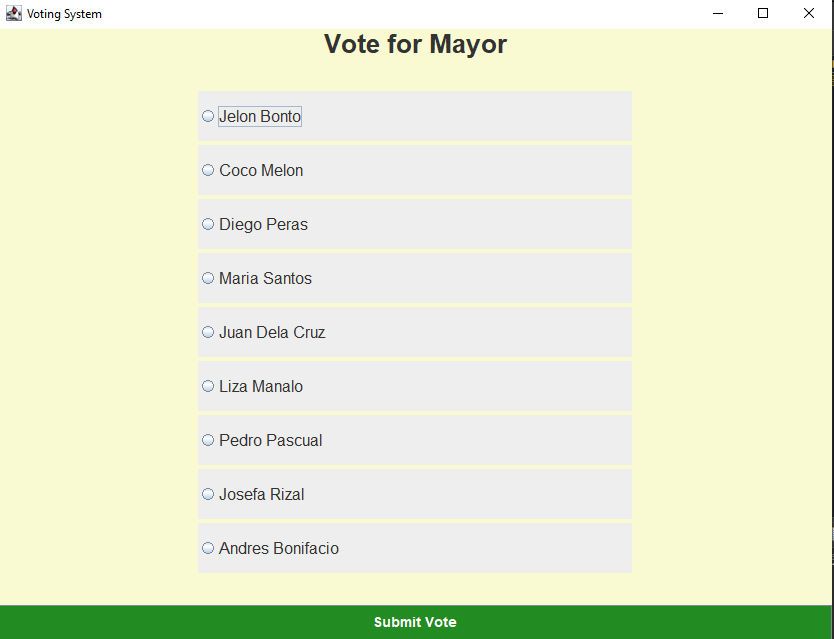 Voting System
Vote for Mayor
Jelon Bonto
Coco Melon
Diego Peras
Maria Santos
Juan Dela Cruz
Liza Manalo
Pedro Pascual
Josefa Rizal
Andres Bonifacio
Submit Vote